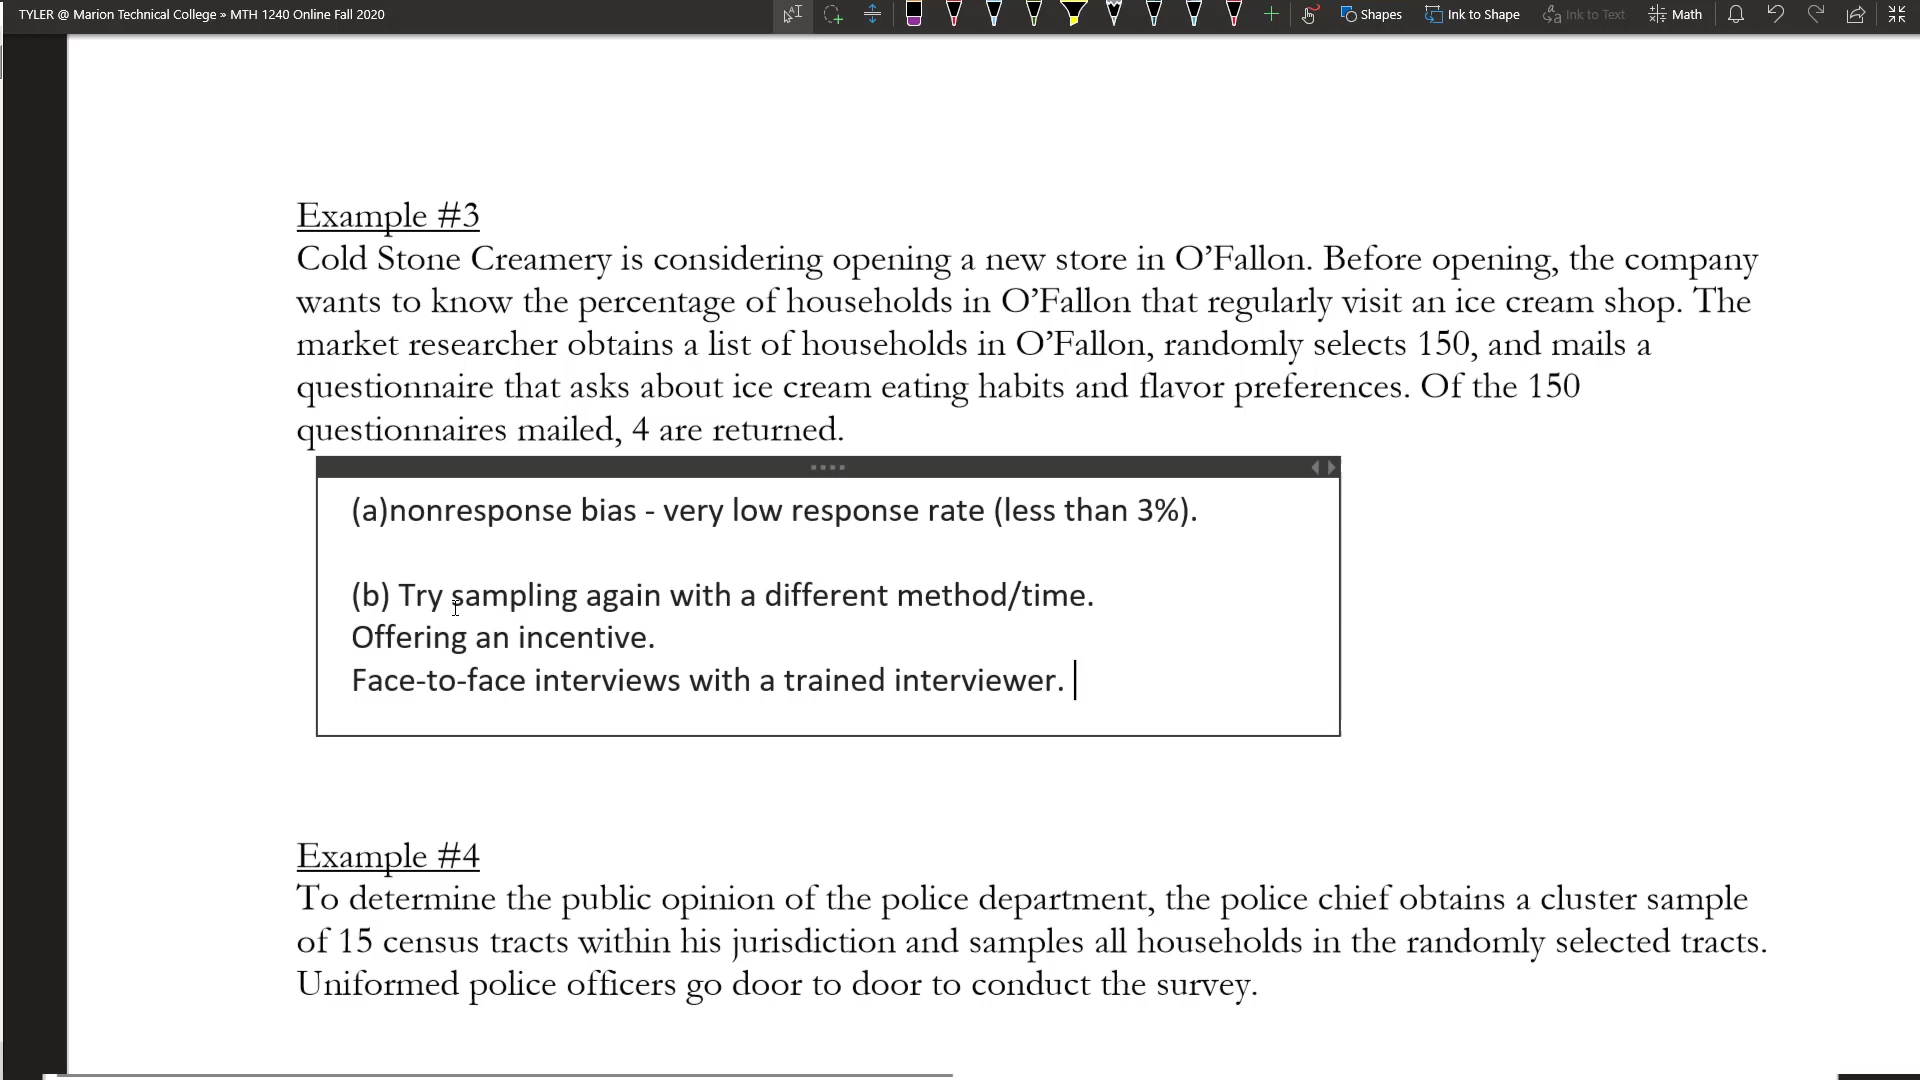 TYLER @ Marion Technical College » MTH 1240 Online Fall 2020
Shapes
Ink to Shape
Ink to Text
Math
Example #3
Cold Stone Creamery is considering opening a new store in O’Fallon. Before opening, the company
wants to know the percentage of households in O’Fallon that regularly visit an ice cream shop. The
market researcher obtains a list of households in O’Fallon, randomly selects 150, and mails a
questionnaire that asks about ice cream eating habits and flavor preferences. Of the 150
questionnaires mailed, 4 are returned.
(a)nonresponse bias - very low response rate (less than 3%).
(b) Try sampling again with a different method/time.
Offering an incentive.
Face-to-face interviews with a trained interviewer.
Example #4
To determine the public opinion of the police department, the police chief obtains a cluster sample
of 15 census tracts within his jurisdiction and samples all households in the randomly selected tracts.
Uniformed police officers go door to door to conduct the survey.